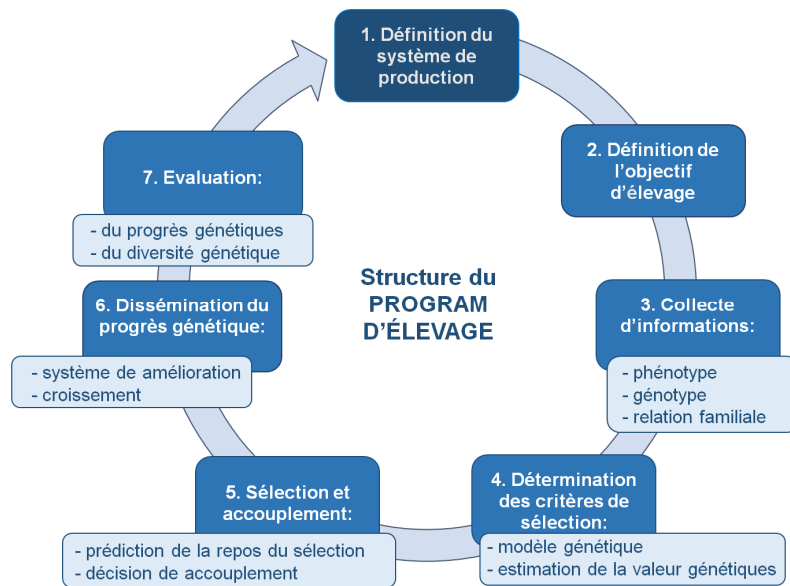 1. Définition du
système de
production
2. Définition de
l'objectif
d'élevage
3. Collecte
d'informations:
- phénotype
- génotype
- relation familiale
4. Détermination
des critères de
sélection:
- modèle génétique
- estimation de la valeur génétiques
5. Sélection et
accouplement:
- prédiction de la repos du sélection
- décision de accouplement
6. Dissémination du
progrès génétique:
- système de amélioration
- croissement
7. Evaluation:
- du progrès génétiques
- du diversité génétique
Structure du
PROGRAM
D'ÉLEVAGE